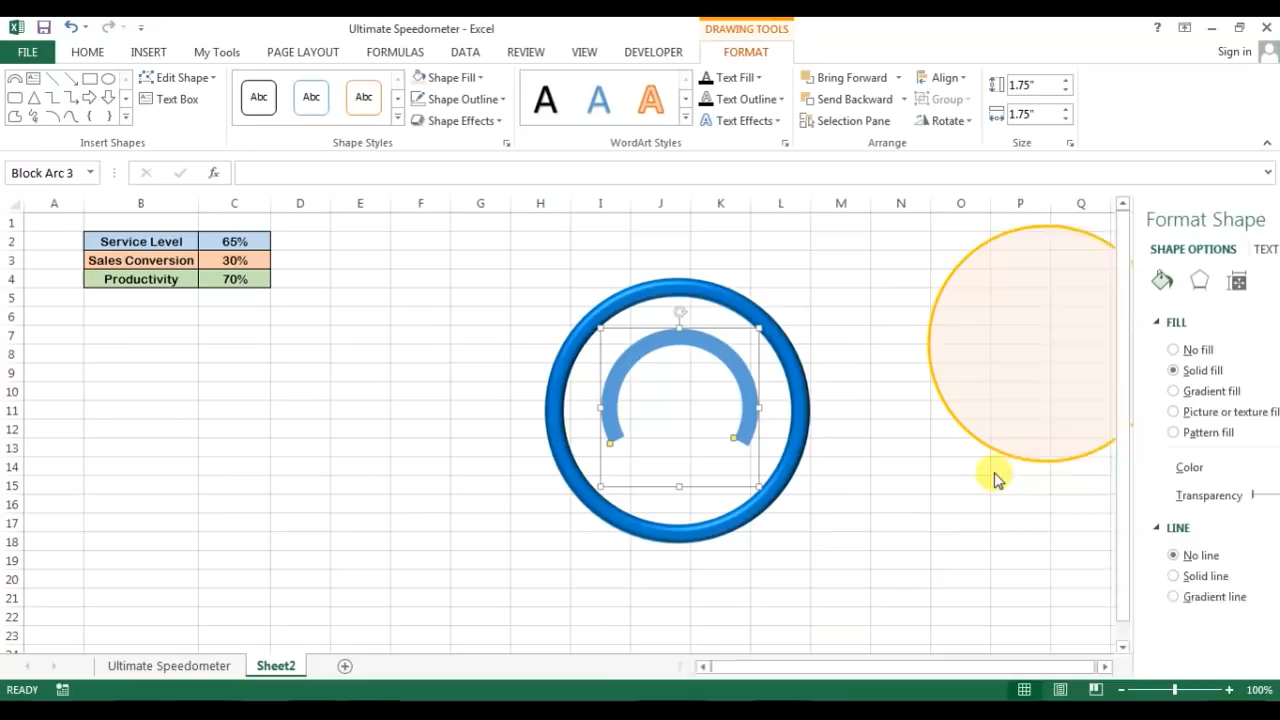 Ultimate Speedometer - Excel
DRAWING TOOLS
Sign in
FILE HOME INSERT My Tools PAGE LAYOUT FORMULAS DATA REVIEW VIEW DEVELOPER FORMAT
Edit Shape
Text Box
Insert Shapes
Abc Abc Abc
Shape Fill
Shape Outline
Shape Effects
Shape Styles
A A A
Text Fill
Text Outline
Text Effects
WordArt Styles
Bring Forward
Send Backward
Selection Pane
Align
Group
Rotate
Arrange
1.75"
1.75"
Size
Block Arc 3
fx
A B C D E F G H I J K L M N O P Q
1
2 Service Level 65%
3 Sales Conversion 30%
4 Productivity 70%
5
6
7
8
9
10
11
12
13
14
15
16
17
18
19
20
21
22
23
Format Shape
SHAPE OPTIONS TEXT
FILL
No fill
Solid fill
Gradient fill
Picture or texture fil
Pattern fill
Color
Transparency
LINE
No line
Solid line
Gradient line
Ultimate Speedometer Sheet2
READY
100%